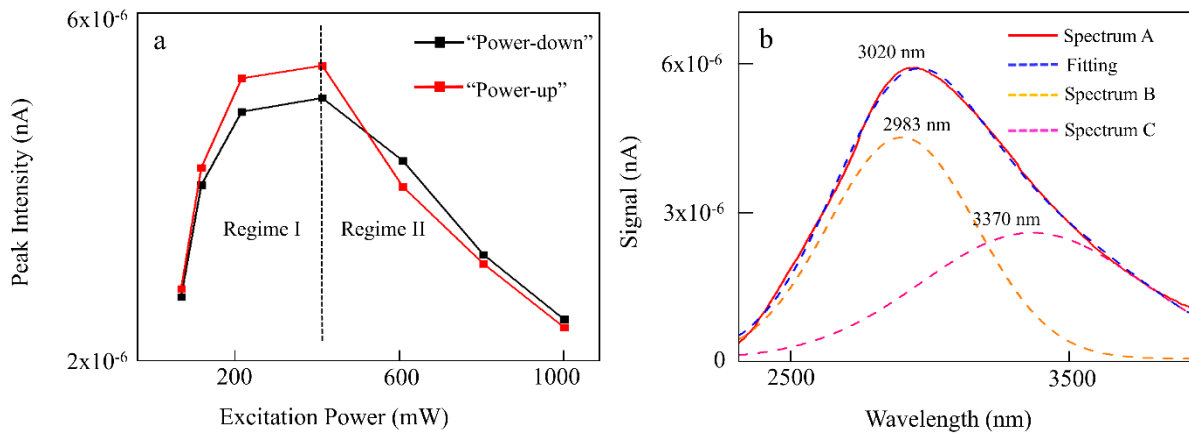 6x10⁻⁶
a
"Power-down"
"Power-up"
Regime I
Regime II
Peak Intensity (nA)
2x10⁻⁶
200
600
1000
Excitation Power (mW)
b
3020 nm
Spectrum A
Fitting
Spectrum B
Spectrum C
6x10⁻⁶
2983 nm
3370 nm
Signal (nA)
3x10⁻⁶
0
2500
3500
Wavelength (nm)